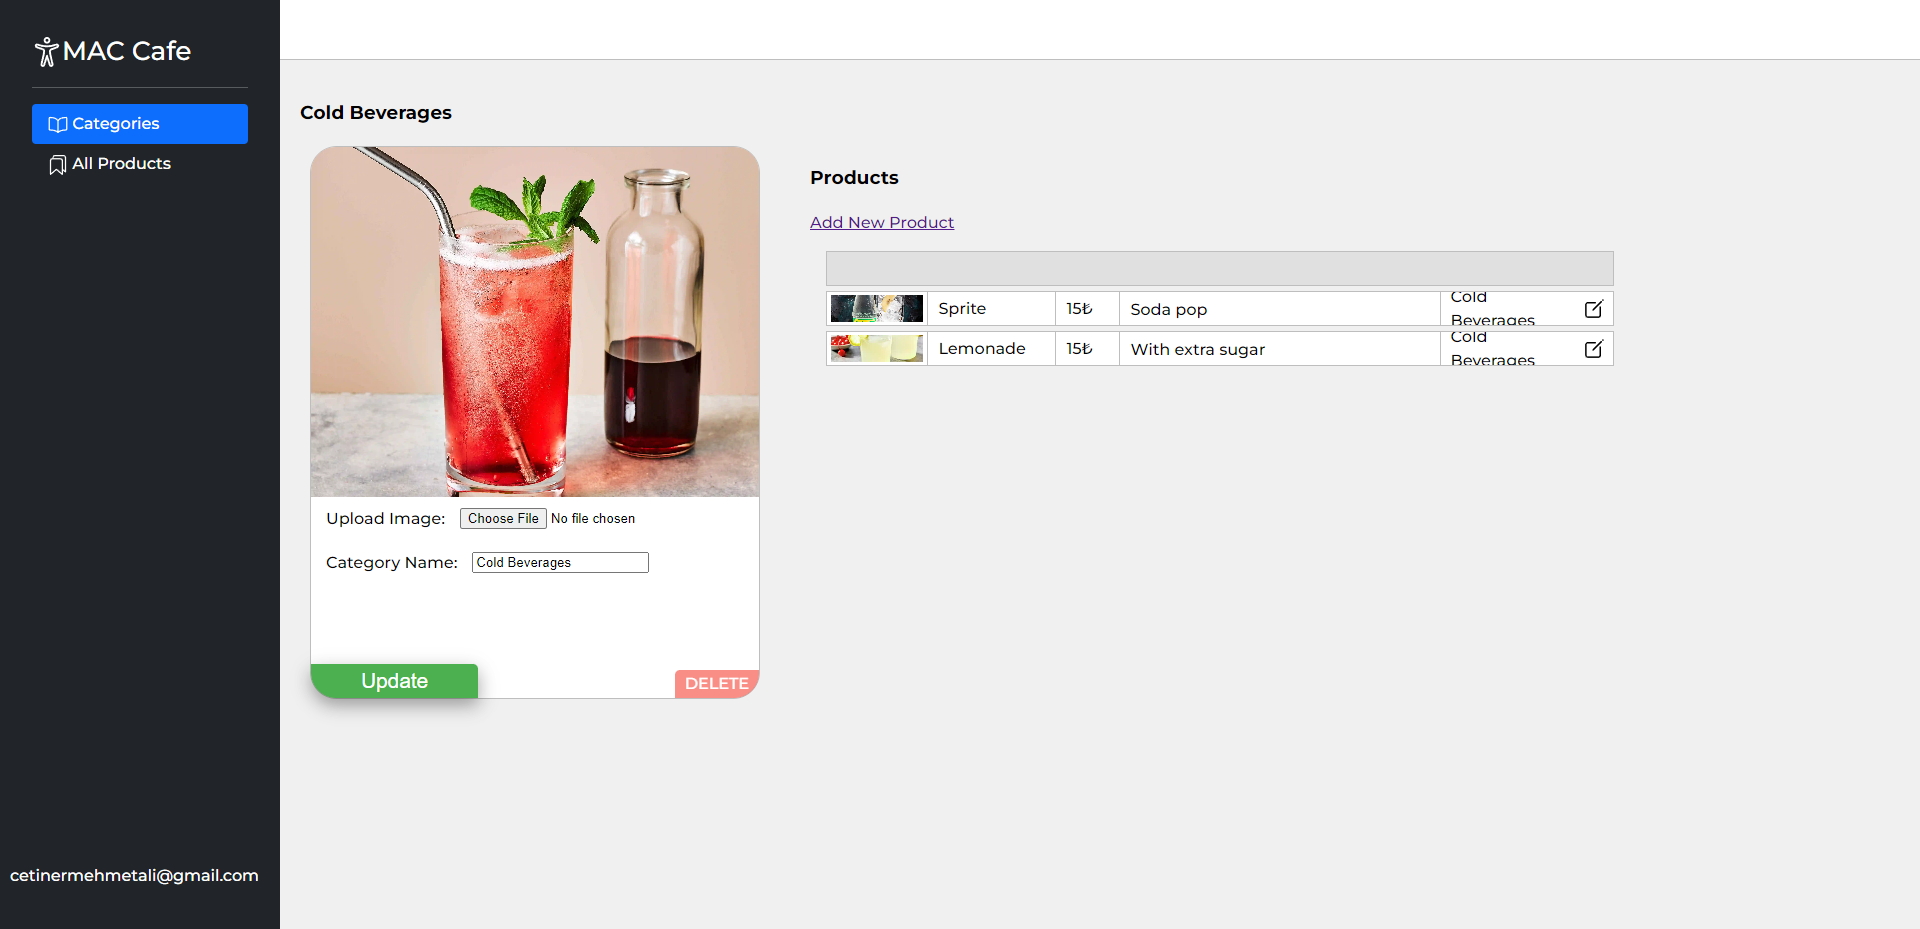 MAC Cafe
Categories
All Products
cetinermehmetali@gmail.com
Cold Beverages
Upload Image: Choose File No file chosen
Category Name: Cold Beverages
Update
DELETE
Products
Add New Product
Sprite 15₺ Soda pop Cold Beverages
Lemonade 15₺ With extra sugar Cold Beverages